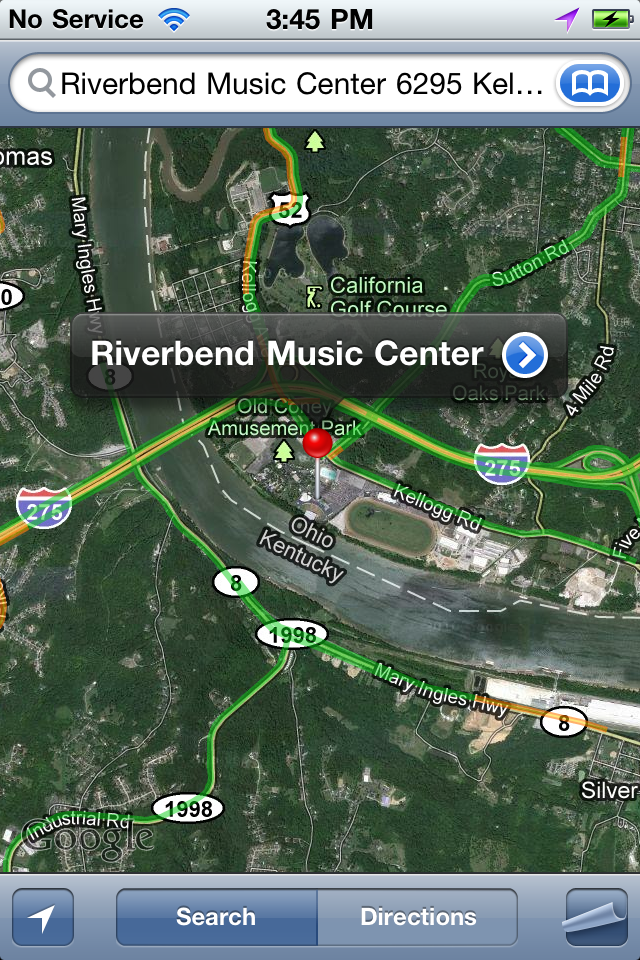 No Service 3:45 PM
Riverbend Music Center 6295 Kel...
omas
52
Mary Ingles Hwy
Sutton Rd
California
Golf Course
0
Kellogg
Riverbend Music Center
8
Oaks Park
4 Mile Rd
Old Coney
Amusement Park
275
275
Kellogg Rd
Ohio
Kentucky
Five
8
1998
Mary Ingles Hwy
8
Silver
1998
Industrial Rd
Google
Search Directions